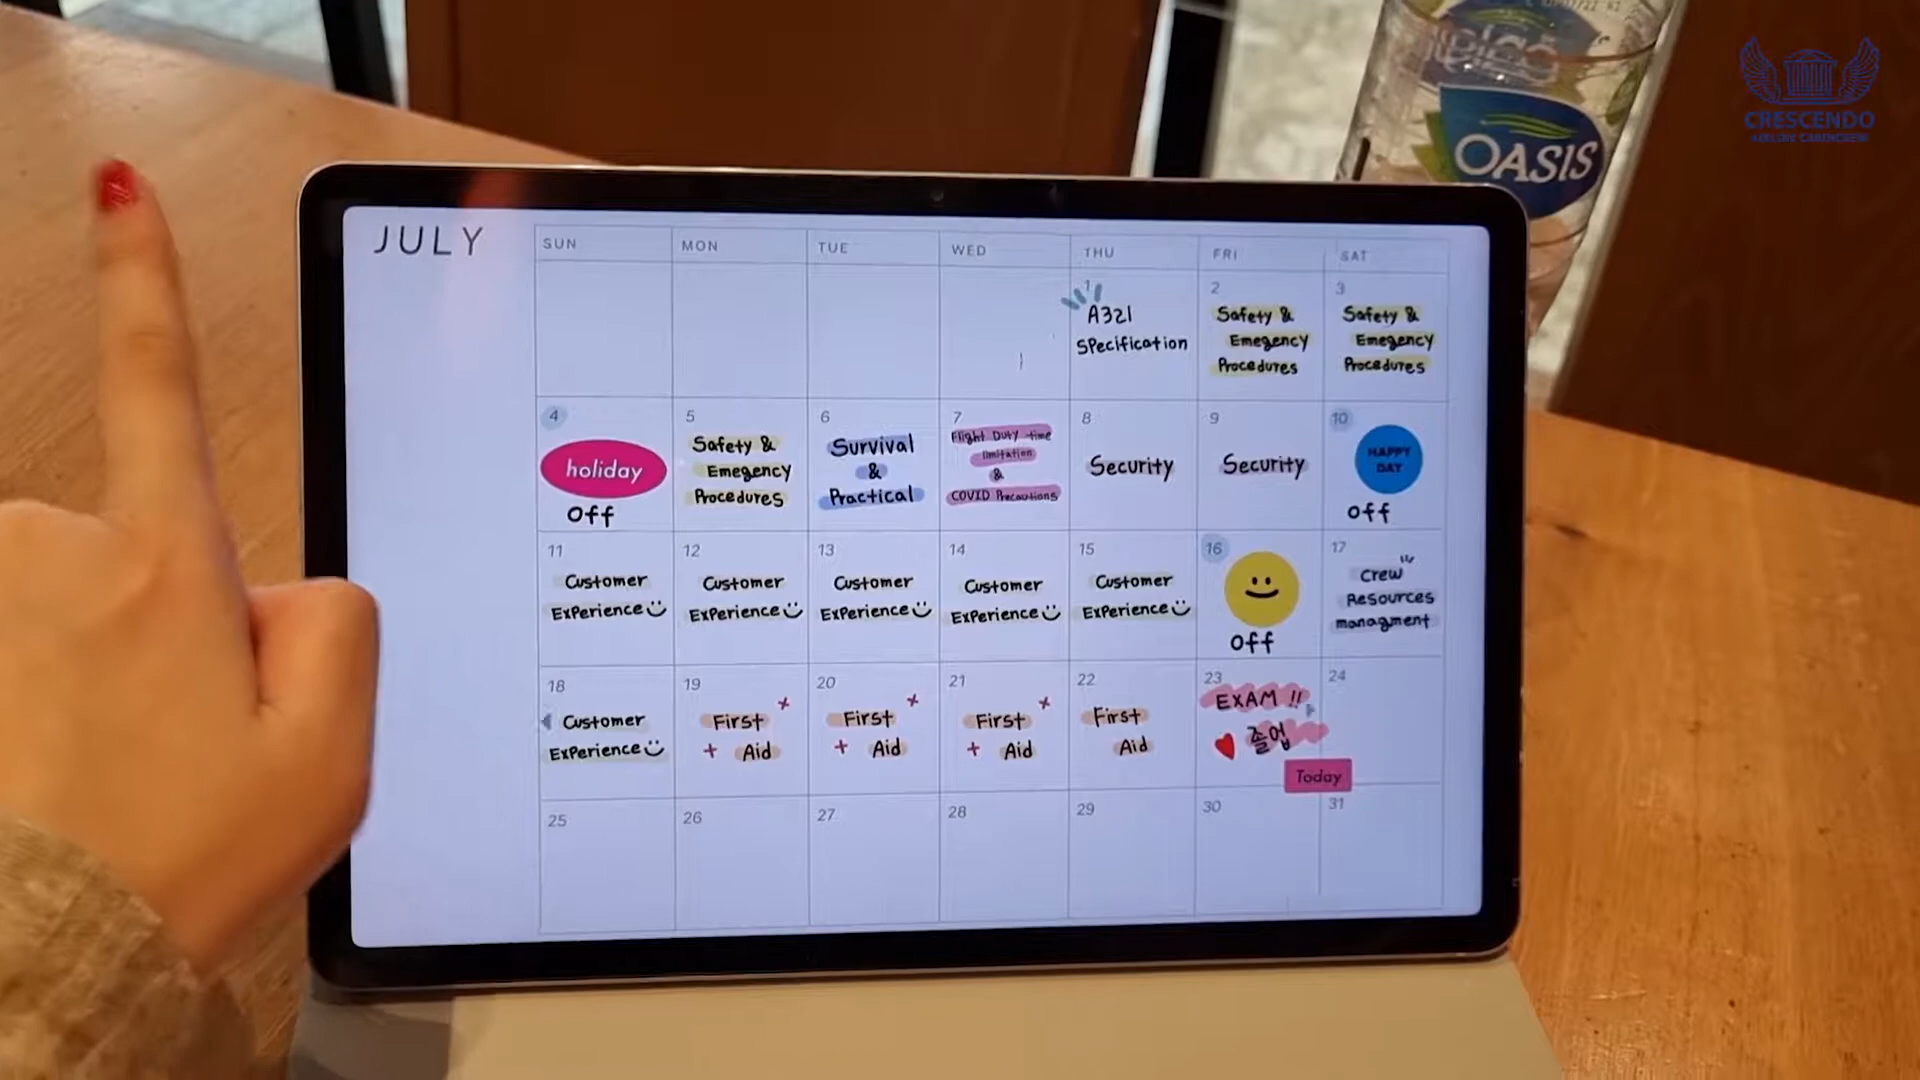 CRESCENDO
OASIS
JULY
SUN MON TUE WED THU FRI SAT
1
A321
Specification
2
Safety &
Emegency
Procedures
3
Safety &
Emegency
Procedures
4
holiday
Off
5
Safety &
Emegency
Procedures
6
Survival
&
Practical
7
Flight Duty time
limitation
&
COVID Precautions
8
Security
9
Security
10
HAPPY
DAY
Off
11
Customer
Experience
12
Customer
Experience
13
Customer
Experience
14
Customer
Experience
15
Customer
Experience
16
Off
17
Crew
Resources
managment
18
Customer
Experience
19
First
+ Aid
20
First
+ Aid
21
First
+ Aid
22
First
Aid
23
EXAM !!
졸업
Today
24
25
26
27
28
29
30
31